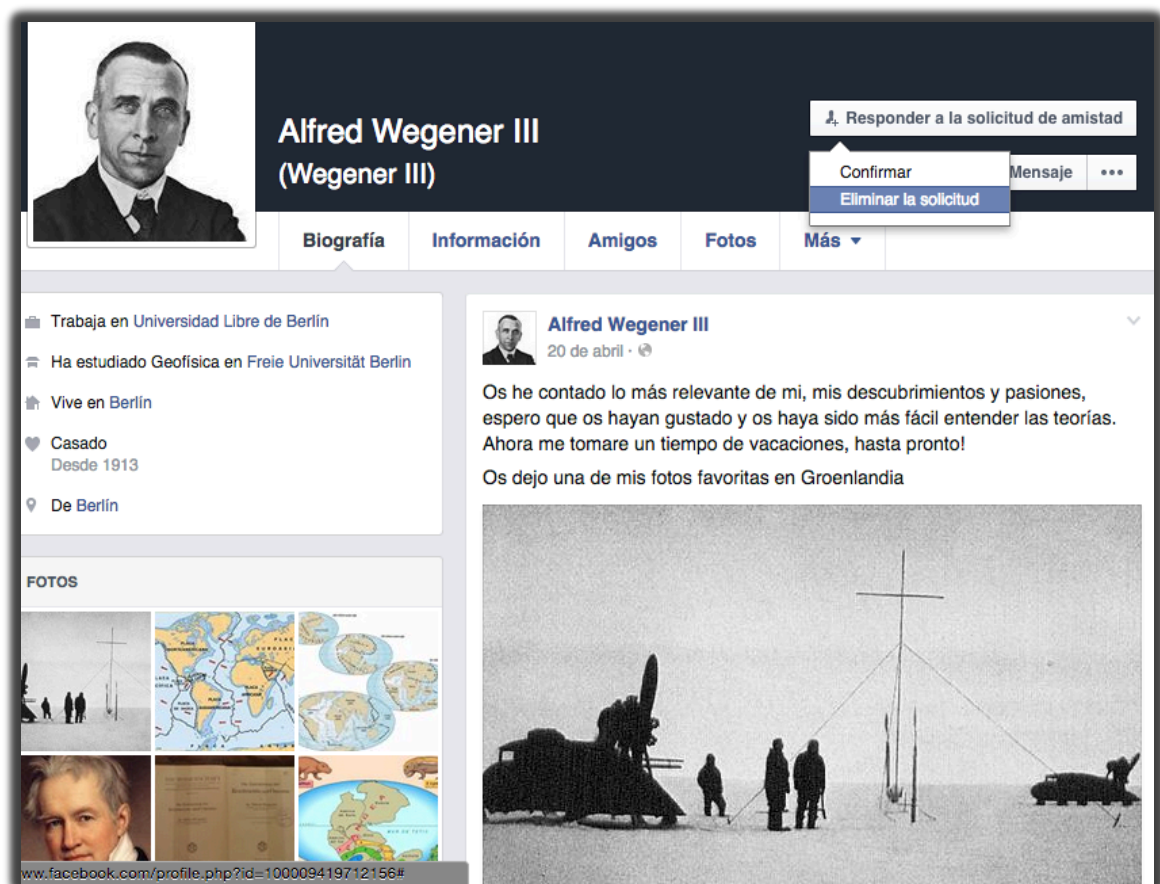 Alfred Wegener III
(Wegener III)
Responder a la solicitud de amistad
Confirmar
Eliminar la solicitud
Mensaje
Biografía
Información
Amigos
Fotos
Más
Trabaja en Universidad Libre de Berlín
Ha estudiado Geofísica en Freie Universität Berlin
Vive en Berlín
Casado
Desde 1913
De Berlín
FOTOS
Alfred Wegener III
20 de abril ·
Os he contado lo más relevante de mi, mis descubrimientos y pasiones,
espero que os hayan gustado y os haya sido más fácil entender las teorías.
Ahora me tomare un tiempo de vacaciones, hasta pronto!
Os dejo una de mis fotos favoritas en Groenlandia
ww.facebook.com/profile.php?id=100009419712156#